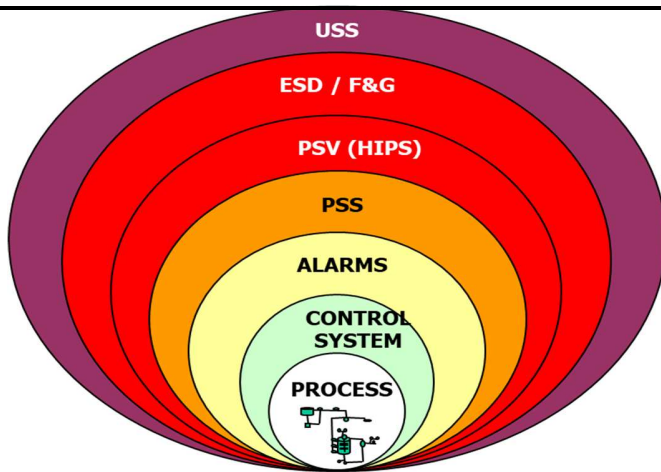 USS
ESD / F&G
PSV (HIPS)
PSS
ALARMS
CONTROL
SYSTEM
PROCESS